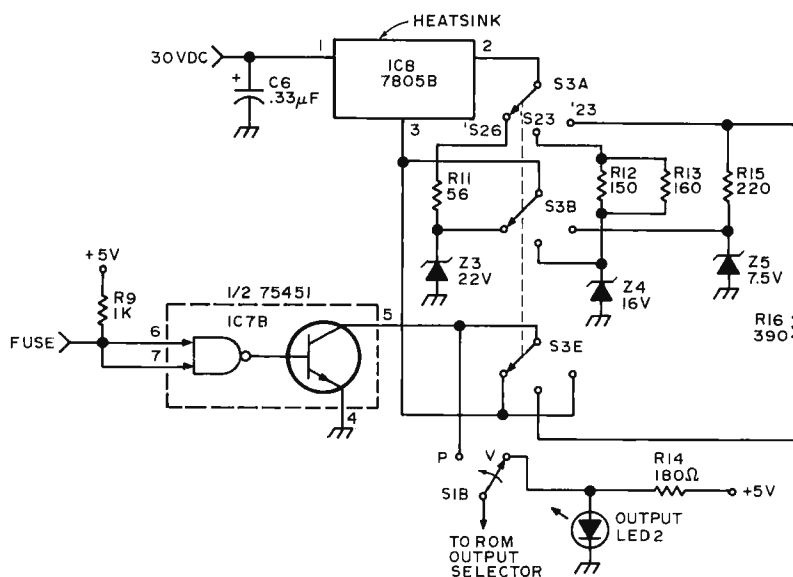 HEATSINK
30VDC
1
IC8
7805B
2
+
C6
.33µF
3
S3A
'S26
'S23
'23
R11
56
S3B
R12
150
R13
160
R15
220
Z3
22V
Z4
16V
Z5
7.5V
+5V
R9
1K
1/2 75451
IC7B
5
R16
390
FUSE
6
7
S3E
4
P
V
S1B
R14
180Ω
+5V
TO ROM
OUTPUT
SELECTOR
OUTPUT
LED2